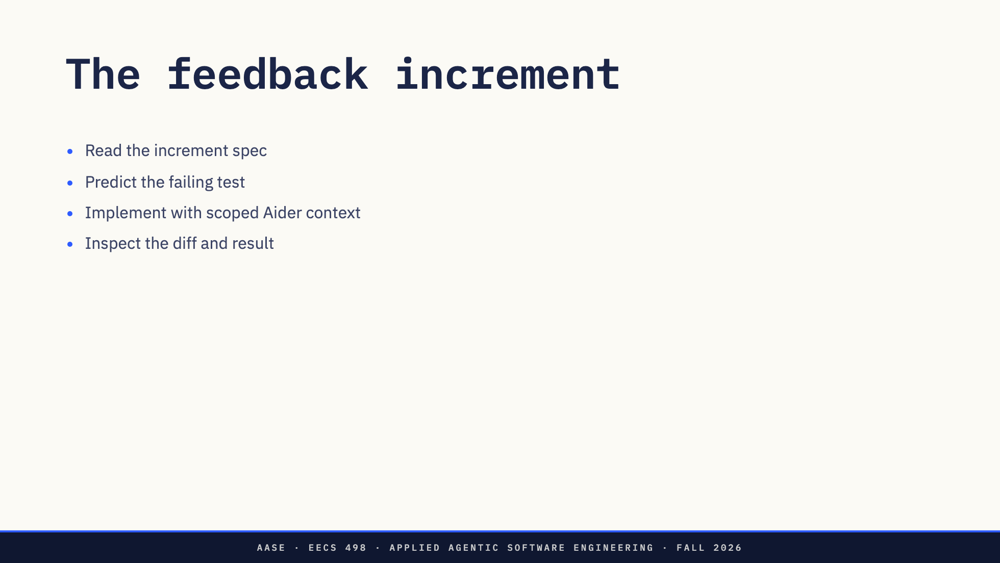 The feedback increment
• Read the increment spec
• Predict the failing test
• Implement with scoped Aider context
• Inspect the diff and result
AASE · EECS 498 · APPLIED AGENTIC SOFTWARE ENGINEERING · FALL 2026